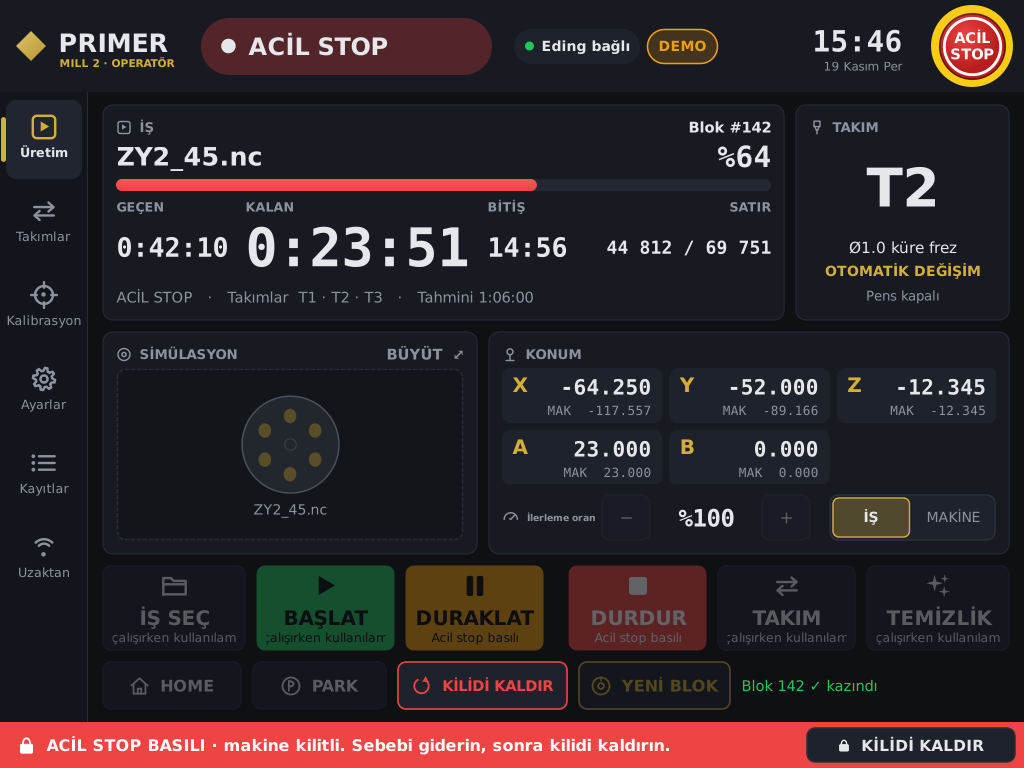 PRIMER
MILL 2 · OPERATÖR
ACİL STOP
Eding bağlı
DEMO
15:46
19 Kasım Per
ACİL
STOP
Üretim
Takımlar
Kalibrasyon
Ayarlar
Kayıtlar
Uzaktan
İŞ
Blok #142
ZY2_45.nc
%64
GEÇEN
KALAN
BİTİŞ
SATIR
0:42:10
0:23:51
14:56
44 812 / 69 751
ACİL STOP · Takımlar T1 · T2 · T3 · Tahmini 1:06:00
TAKIM
T2
Ø1.0 küre frez
OTOMATİK DEĞİŞİM
Pens kapalı
SİMÜLASYON
BÜYÜT
ZY2_45.nc
KONUM
X -64.250
MAK -117.557
Y -52.000
MAK -89.166
Z -12.345
MAK -12.345
A 23.000
MAK 23.000
B 0.000
MAK 0.000
İlerleme oran
−
%100
+
İŞ
MAKİNE
İŞ SEÇ
çalışırken kullanılam
BAŞLAT
çalışırken kullanılam
DURAKLAT
Acil stop basılı
DURDUR
Acil stop basılı
TAKIM
çalışırken kullanılam
TEMİZLİK
çalışırken kullanılam
HOME
PARK
KİLİDİ KALDIR
YENİ BLOK
Blok 142 ✓ kazındı
ACİL STOP BASILI · makine kilitli. Sebebi giderin, sonra kilidi kaldırın.
KİLİDİ KALDIR